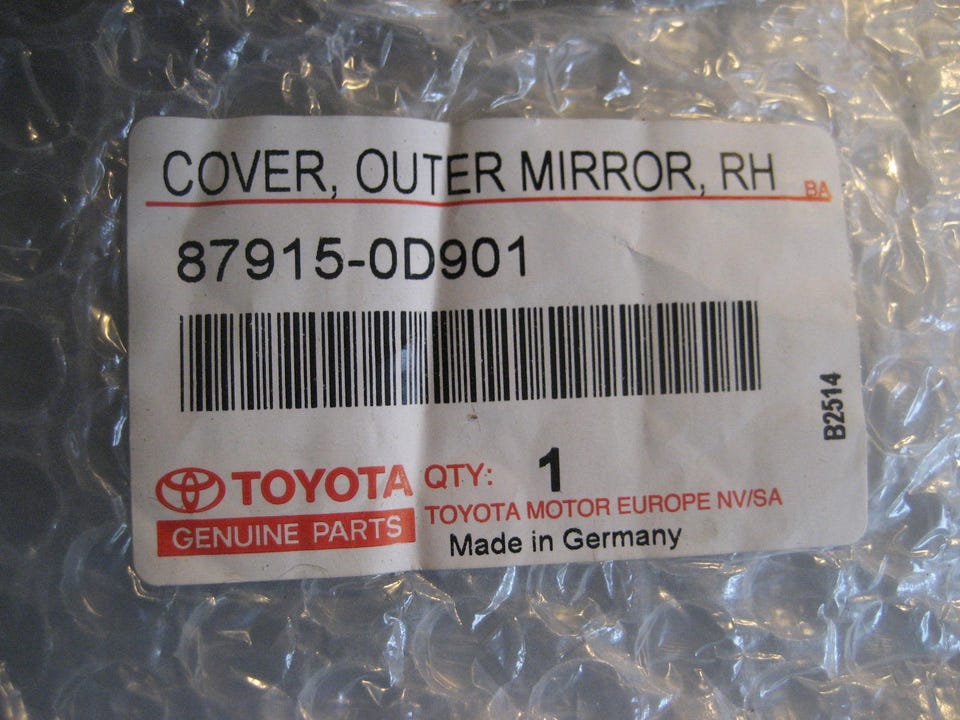 COVER, OUTER MIRROR, RH BA
87915-0D901
B2514
TOYOTA QTY: 1
GENUINE PARTS TOYOTA MOTOR EUROPE NV/SA
Made in Germany